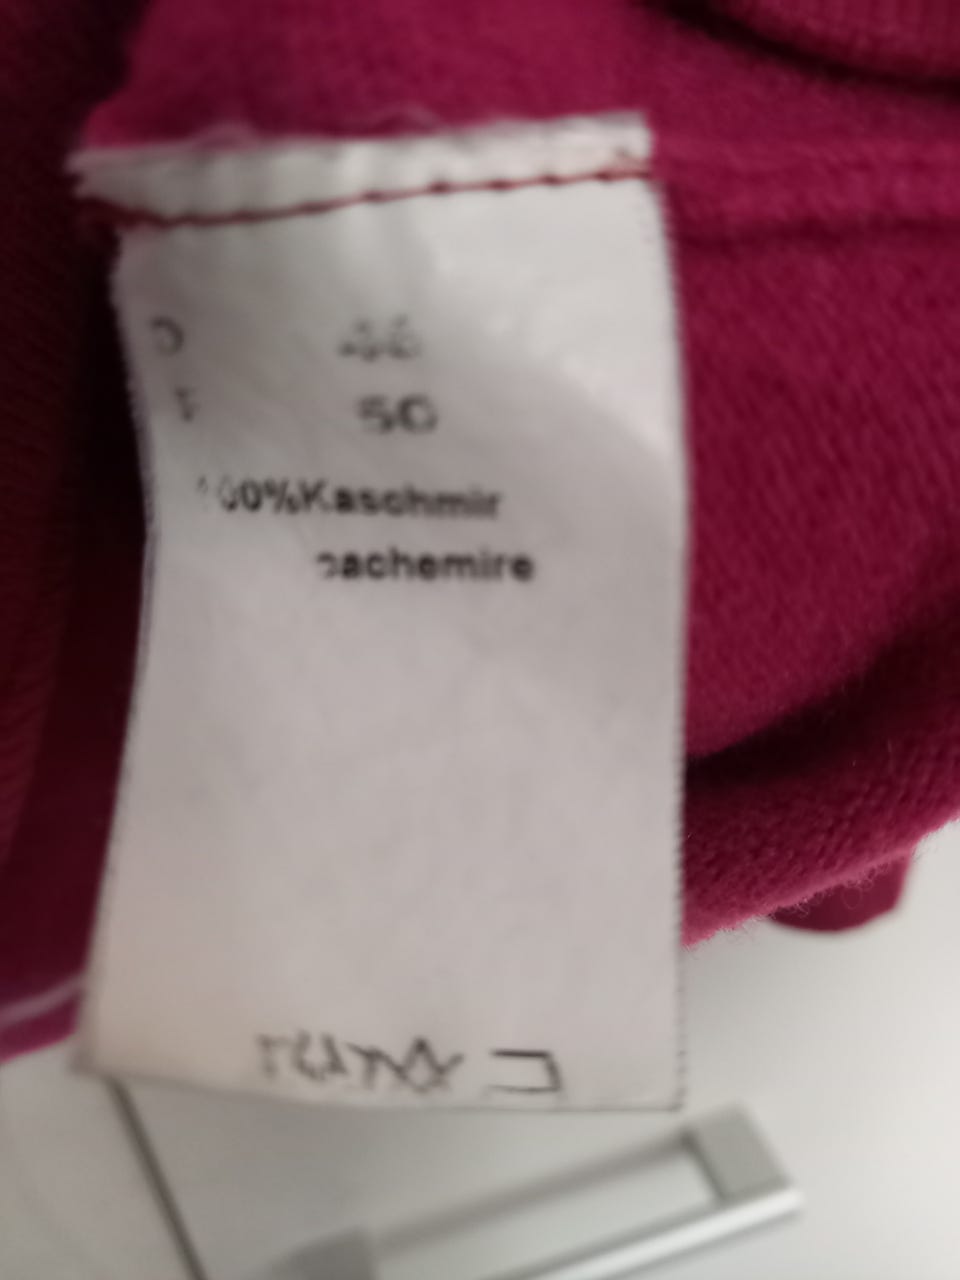 D 46
F 50
100%Kaschmir
cachemire